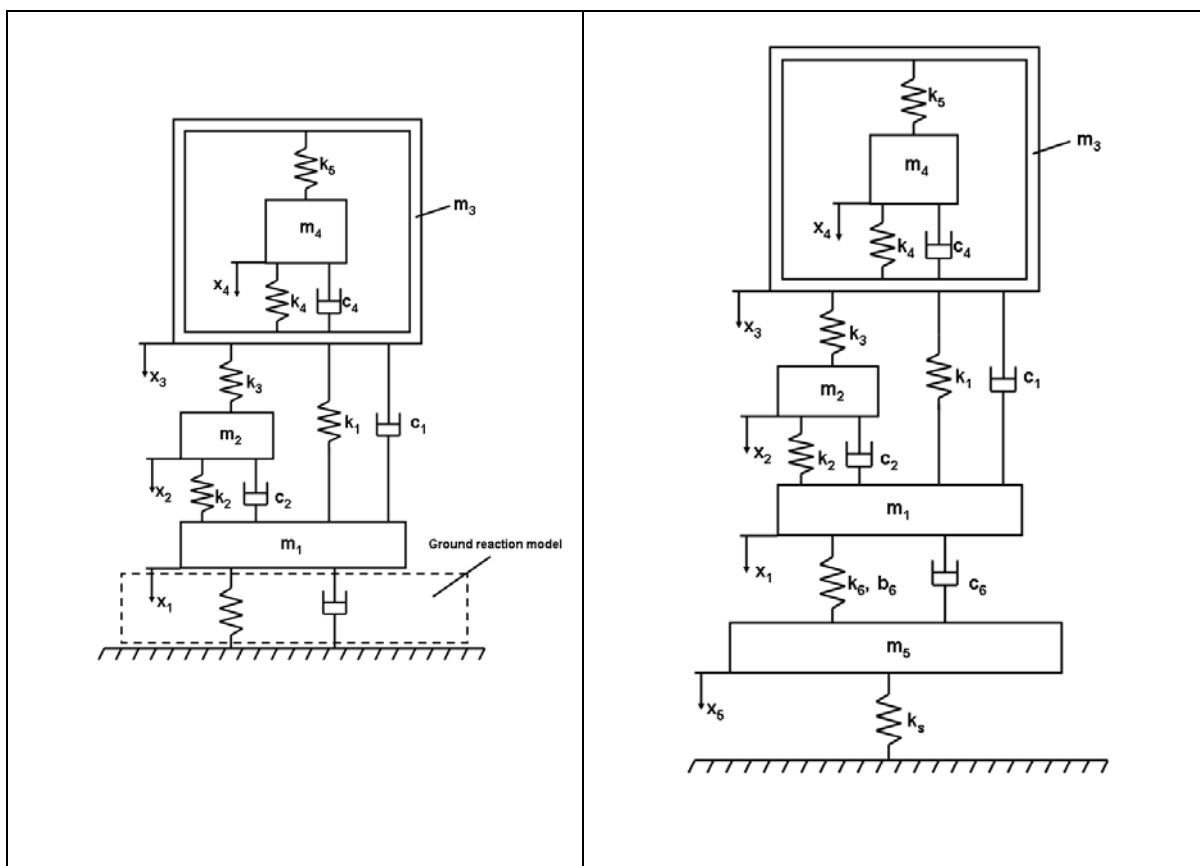 k5
m4
m3
x4
k4
c4
x3
k3
m2
k1
c1
x2
k2
c2
m1
Ground reaction model
x1
k5
m3
m4
x4
k4
c4
x3
k3
k1
c1
m2
x2
k2
c2
m1
x1
k6, b6
c6
m5
x5
ks